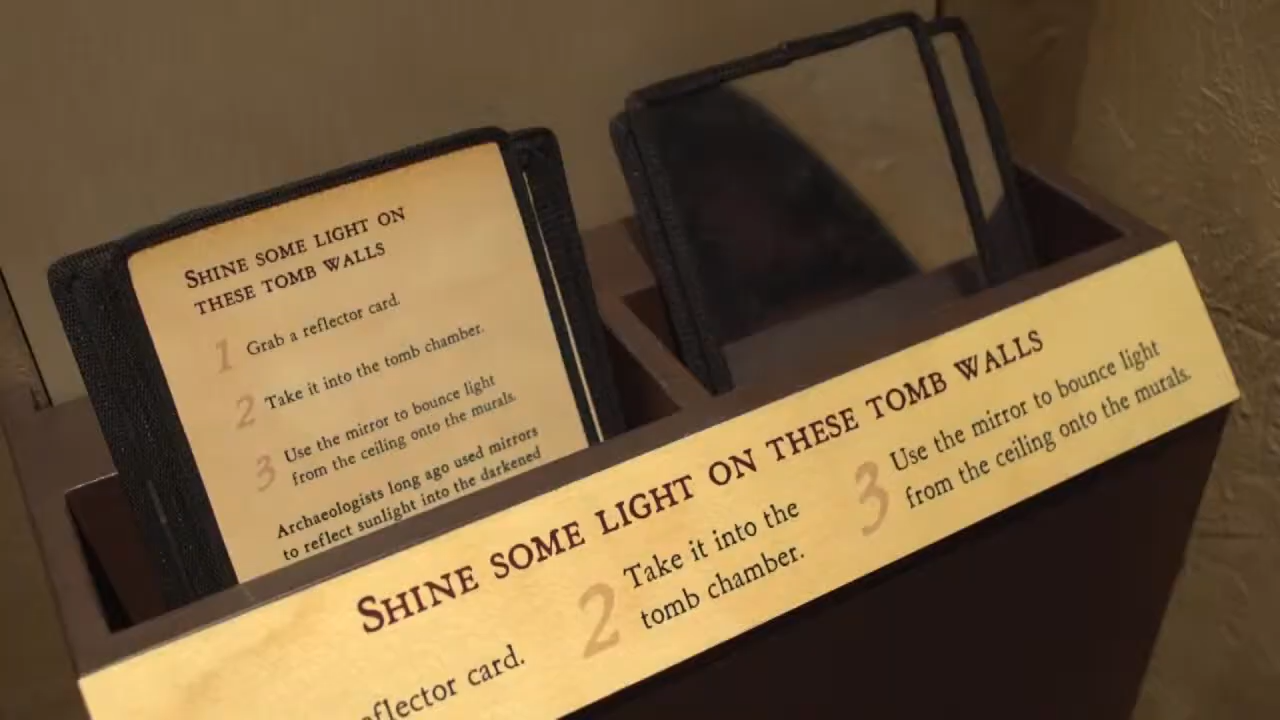 SHINE SOME LIGHT ON
THESE TOMB WALLS
1 Grab a reflector card.
2 Take it into the tomb chamber.
3 Use the mirror to bounce light
from the ceiling onto the murals.
Archaeologists long ago used mirrors
to reflect sunlight into the darkened
SHINE SOME LIGHT ON THESE TOMB WALLS
reflector card.
2 Take it into the
tomb chamber.
3 Use the mirror to bounce light
from the ceiling onto the murals.